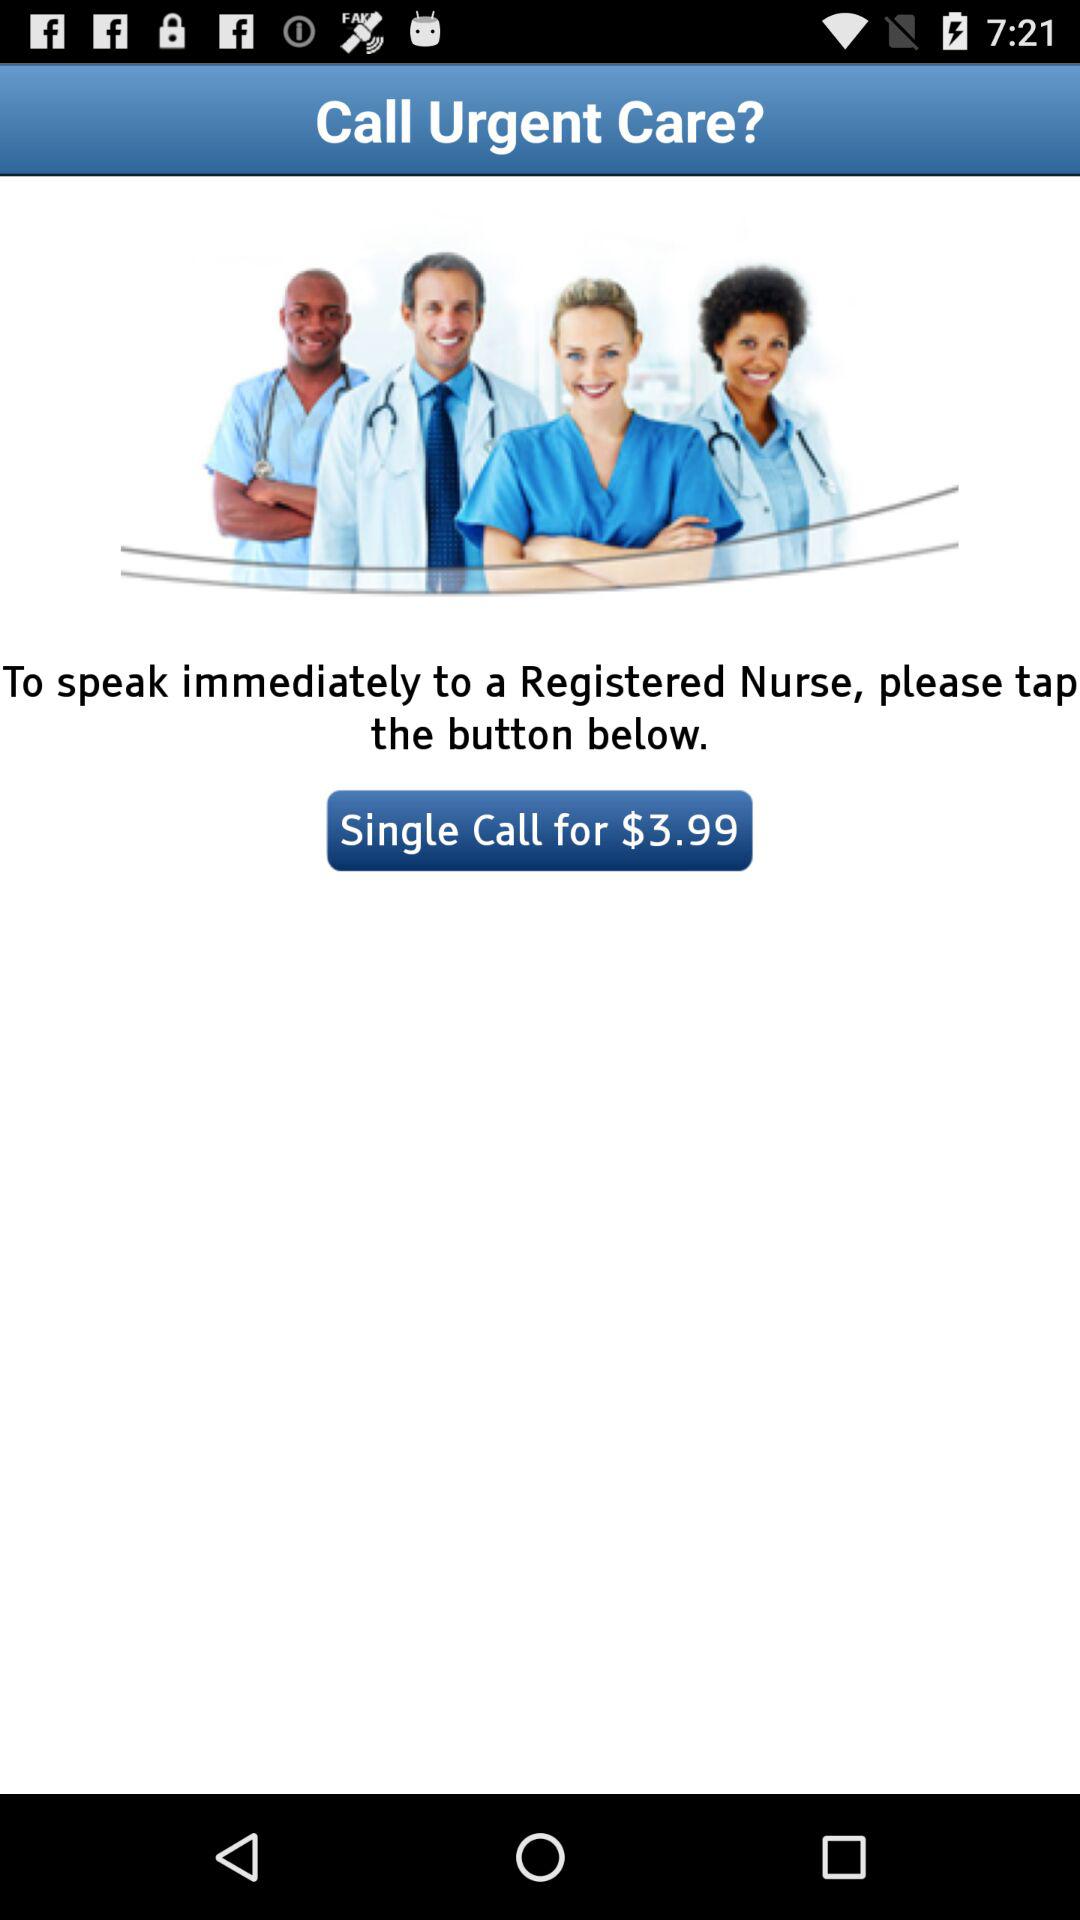 FAK
7:21
Call Urgent Care?
To speak immediately to a Registered Nurse, please tap
the button below.
Single Call for $3.99